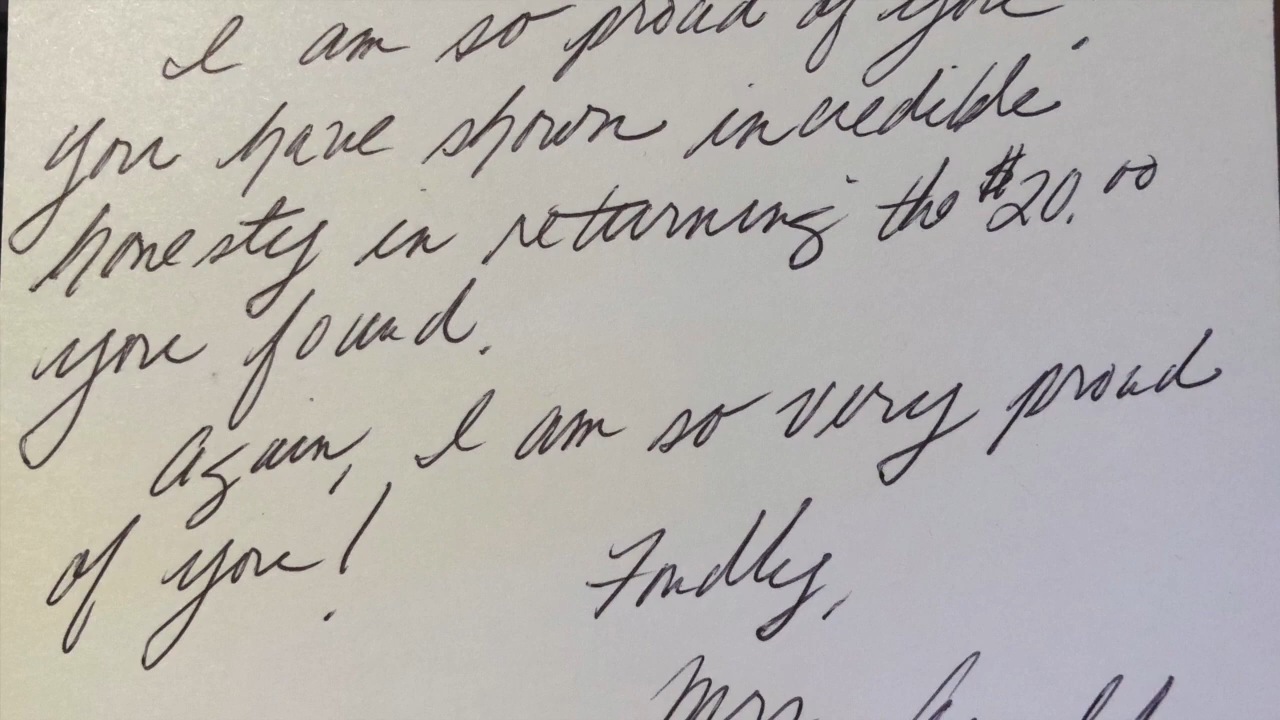 I am so proud of you.
You have shown incredible
honesty in returning the $20.00
you found.
Again, I am so very proud
of you!
Fondly,
Mrs.